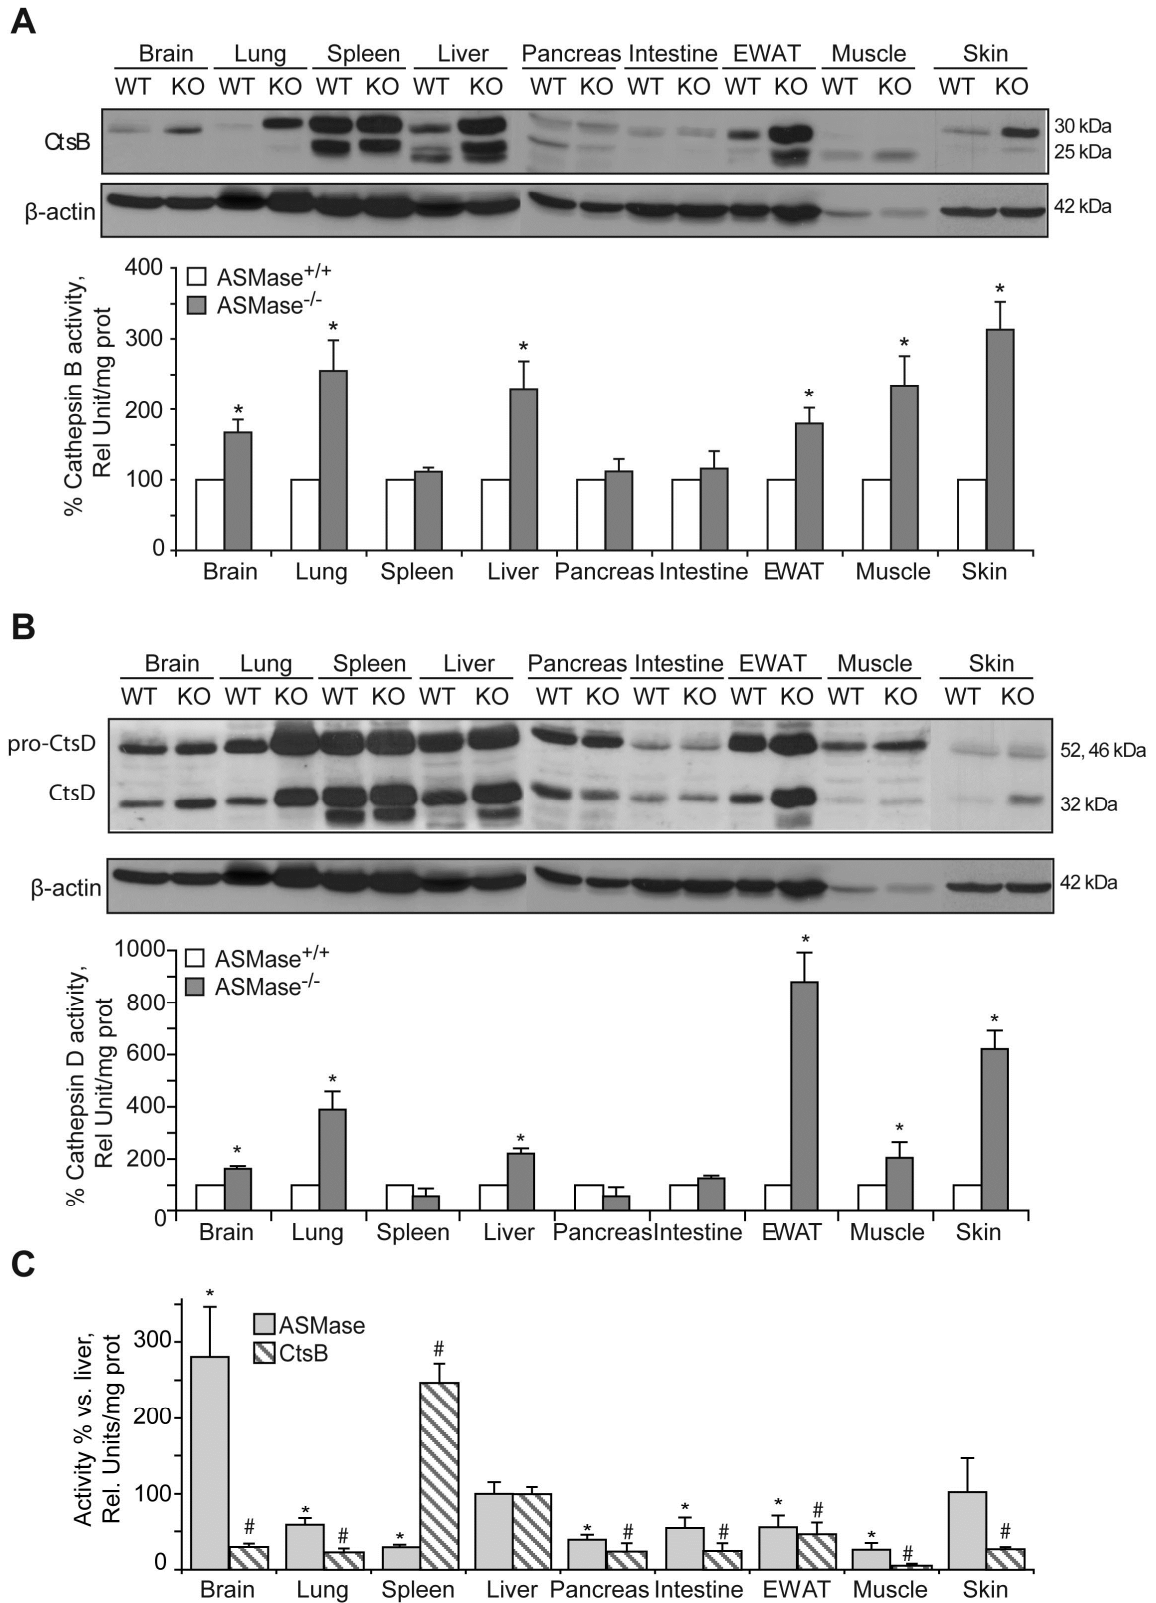 A
Brain Lung Spleen Liver Pancreas Intestine EWAT Muscle Skin
WT KO WT KO WT KO WT KO WT KO WT KO WT KO WT KO WT KO
CtsB
30 kDa
25 kDa
β-actin
42 kDa
% Cathepsin B activity,
Rel Unit/mg prot
400
300
200
100
0
ASMase+/+
ASMase-/-
* * * * * *
Brain Lung Spleen Liver Pancreas Intestine EWAT Muscle Skin
B
Brain Lung Spleen Liver Pancreas Intestine EWAT Muscle Skin
WT KO WT KO WT KO WT KO WT KO WT KO WT KO WT KO WT KO
pro-CtsD
52, 46 kDa
CtsD
32 kDa
β-actin
42 kDa
% Cathepsin D activity,
Rel Unit/mg prot
1000
800
600
400
200
0
ASMase+/+
ASMase-/-
* * * * * *
Brain Lung Spleen Liver Pancreas Intestine EWAT Muscle Skin
C
Activity % vs. liver,
Rel. Units/mg prot
300
200
100
0
ASMase
CtsB
* # * # * # * # * # * # * # #
Brain Lung Spleen Liver Pancreas Intestine EWAT Muscle Skin